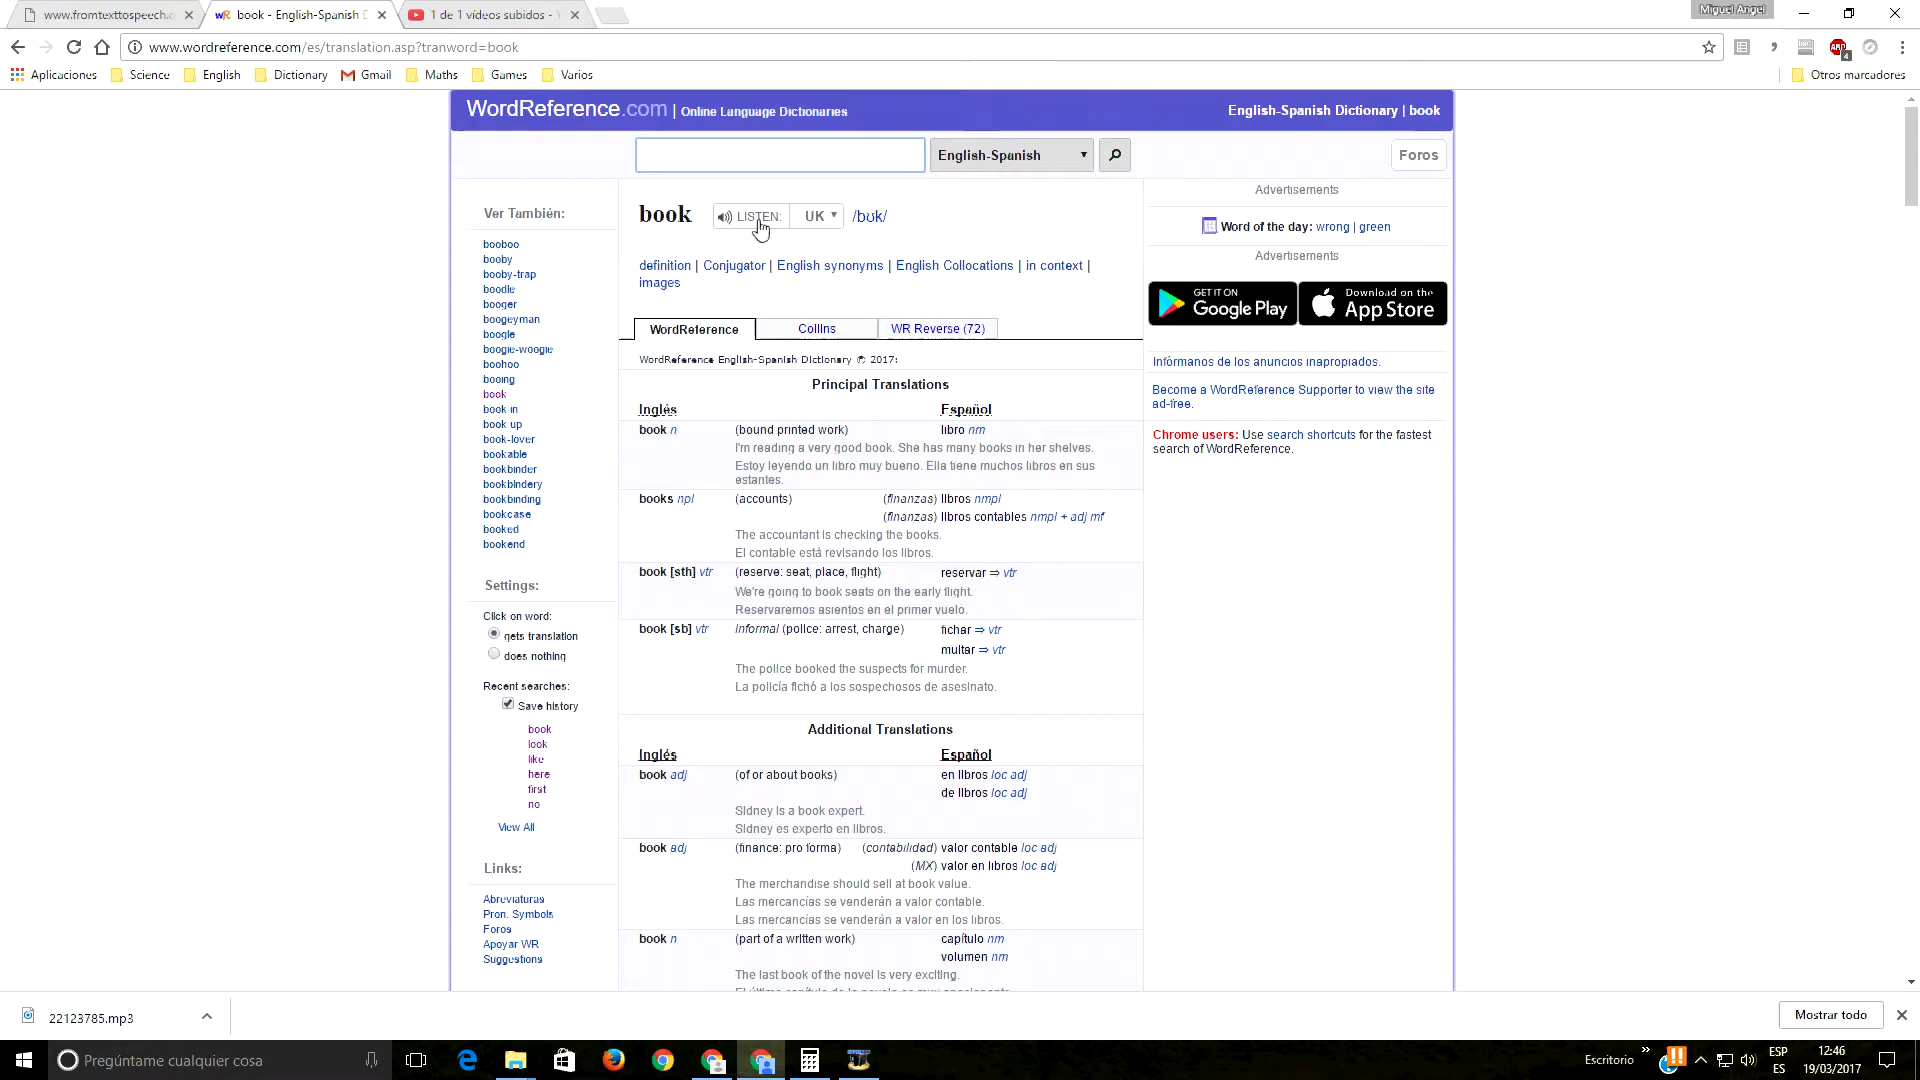 www.fromtexttospeech.c
book - English-Spanish D
1 de 1 vídeos subidos - Y
Miguel Angel
www.wordreference.com/es/translation.asp?tranword=book
Aplicaciones
Science
English
Dictionary
Gmail
Maths
Games
Varios
Otros marcadores
WordReference.com | Online Language Dictionaries
English-Spanish Dictionary | book
English-Spanish
Foros
Ver También:
booboo
booby
booby-trap
boodle
booger
boogeyman
boogie
boogie-woogie
boohoo
booing
book
book in
book up
book-lover
bookable
bookbinder
bookbindery
bookbinding
bookcase
booked
bookend
Settings:
Click on word:
gets translation
does nothing
Recent searches:
Save history
book
look
like
here
first
no
View All
Links:
Abreviaturas
Pron. Symbols
Foros
Apoyar WR
Suggestions
book LISTEN: UK /bʊk/
definition | Conjugator | English synonyms | English Collocations | in context |
images
WordReference Collins WR Reverse (72)
WordReference English-Spanish Dictionary © 2017:
Principal Translations
Inglés Español
book n (bound printed work) libro nm
I'm reading a very good book. She has many books in her shelves.
Estoy leyendo un libro muy bueno. Ella tiene muchos libros en sus
estantes.
books npl (accounts) (finanzas) libros nmpl
(finanzas) libros contables nmpl + adj mf
The accountant is checking the books.
El contable está revisando los libros.
book [sth] vtr (reserve: seat, place, flight) reservar ⇒ vtr
We're going to book seats on the early flight.
Reservaremos asientos en el primer vuelo.
book [sb] vtr informal (police: arrest, charge) fichar ⇒ vtr
multar ⇒ vtr
The police booked the suspects for murder.
La policía fichó a los sospechosos de asesinato.
Additional Translations
Inglés Español
book adj (of or about books) en libros loc adj
de libros loc adj
Sidney is a book expert.
Sidney es experto en libros.
book adj (finance: pro forma) (contabilidad) valor contable loc adj
(MX) valor en libros loc adj
The merchandise should sell at book value.
Las mercancías se venderán a valor contable.
Las mercancías se venderán a valor en los libros.
book n (part of a written work) capítulo nm
volumen nm
The last book of the novel is very exciting.
Advertisements
Word of the day: wrong | green
Advertisements
GET IT ON
Google Play
Download on the
App Store
Infórmanos de los anuncios inapropiados.
Become a WordReference Supporter to view the site
ad-free.
Chrome users: Use search shortcuts for the fastest
search of WordReference.
22123785.mp3
Mostrar todo
Pregúntame cualquier cosa
Escritorio
ESP
ES
12:46
19/03/2017